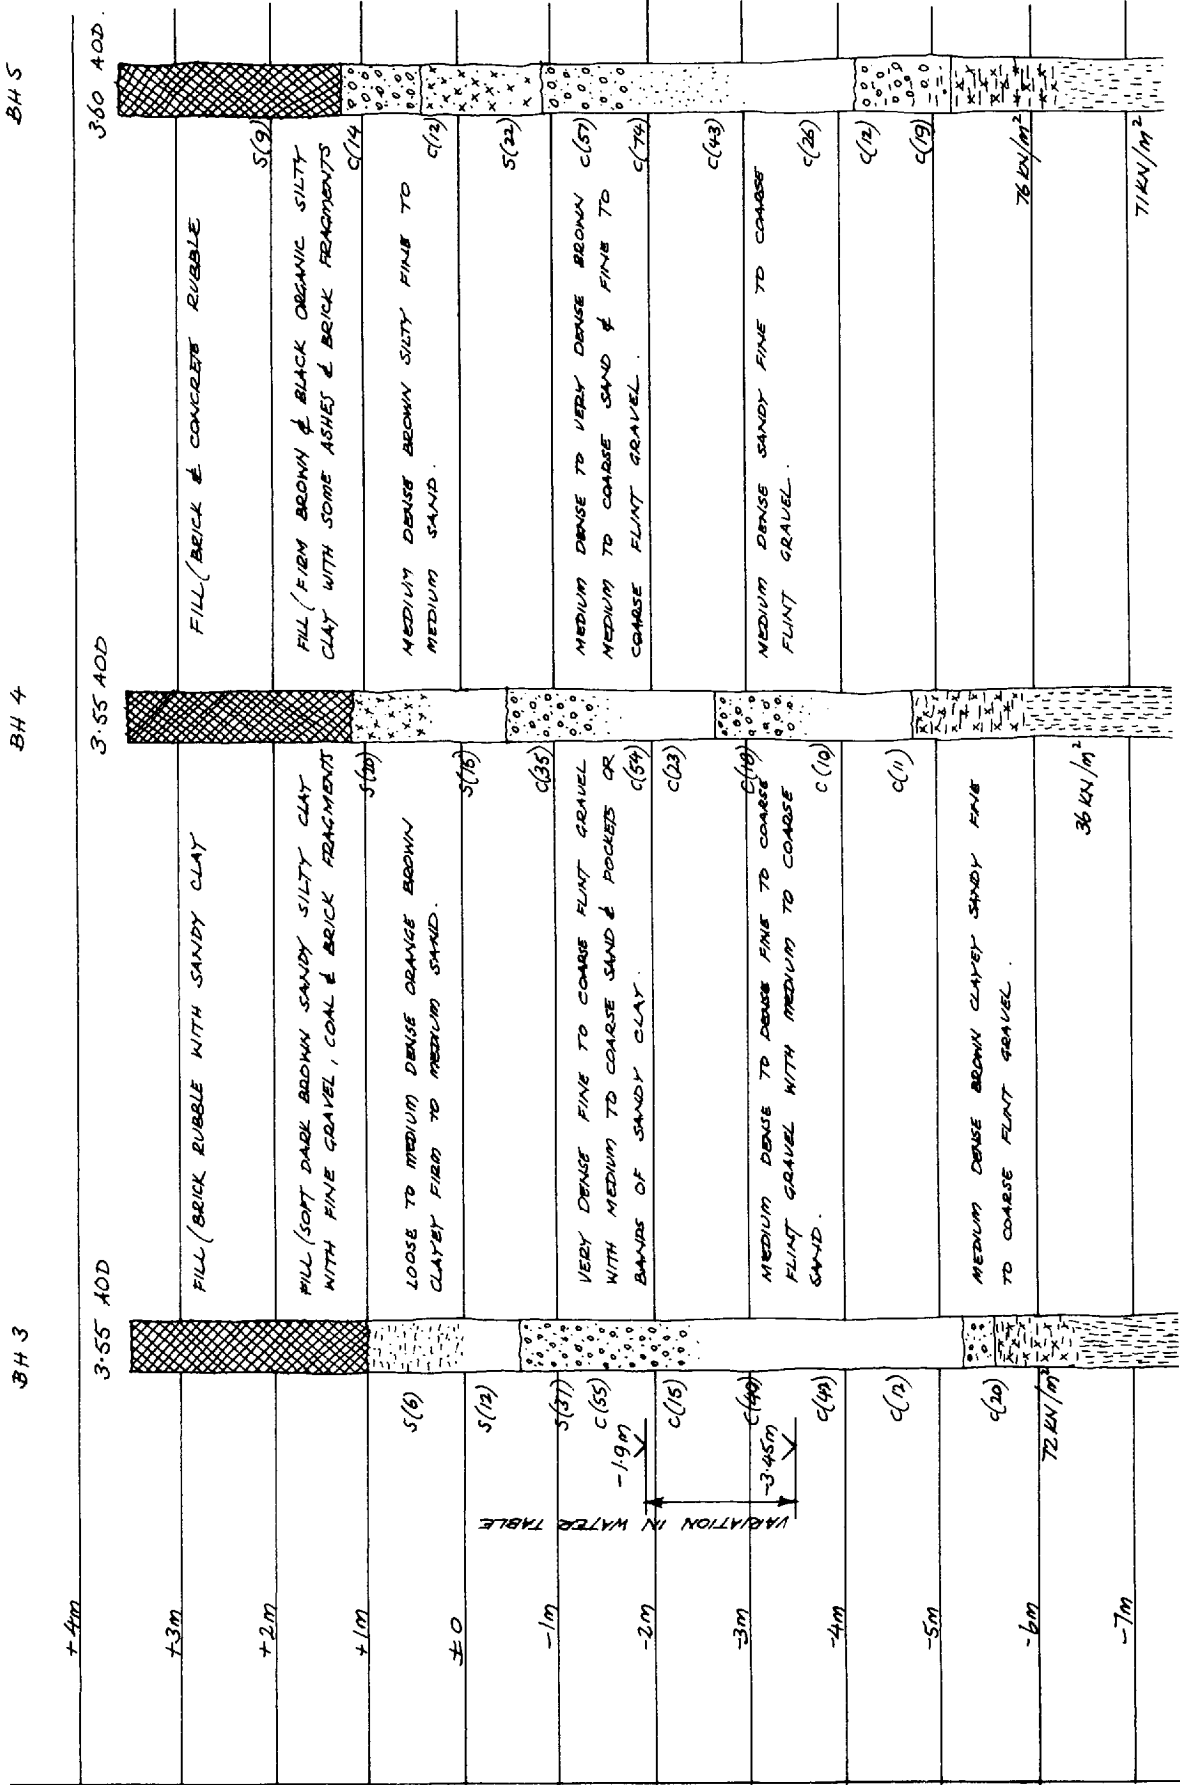 BH 3
BH 4
BH 5
3.55 AOD
3.55 AOD
3.60 AOD.
+4m
+3m
+2m
+1m
±0
-1m
-2m
-3m
-4m
-5m
-6m
-7m
VARIATION IN WATER TABLE
-1.9m
-3.45m
S(6)
S(12)
S(37)
C(55)
C(15)
C(42)
C(12)
C(20)
72 KN/m²
FILL (BRICK RUBBLE WITH SANDY CLAY
FILL (SOFT DARK BROWN SANDY SILTY CLAY
WITH FINE GRAVEL, COAL & BRICK FRAGMENTS
LOOSE TO MEDIUM DENSE ORANGE BROWN
CLAYEY FIRM TO MEDIUM SAND.
VERY DENSE FINE TO COARSE FLINT GRAVEL
WITH MEDIUM TO COARSE SAND & POCKETS OR
BANDS OF SANDY CLAY.
MEDIUM DENSE TO DENSE FINE TO COARSE
FLINT GRAVEL WITH MEDIUM TO COARSE
SAND.
MEDIUM DENSE BROWN CLAYEY SANDY FINE
TO COARSE FLINT GRAVEL.
C(35)
C(54)
C(23)
C(10)
C(11)
36 KN/m²
FILL (BRICK & CONCRETE RUBBLE
FILL (FIRM BROWN & BLACK ORGANIC SILTY
CLAY WITH SOME ASHES & BRICK FRAGMENTS
MEDIUM DENSE BROWN SILTY FINE TO
MEDIUM SAND.
MEDIUM DENSE TO VERY DENSE BROWN
MEDIUM TO COARSE SAND & FINE TO
COARSE FLINT GRAVEL.
MEDIUM DENSE SANDY FINE TO COARSE
FLINT GRAVEL.
S(9)
C(14)
C(12)
S(22)
C(57)
C(74)
C(43)
C(26)
C(12)
C(19)
76 KN/m²
71 KN/m²